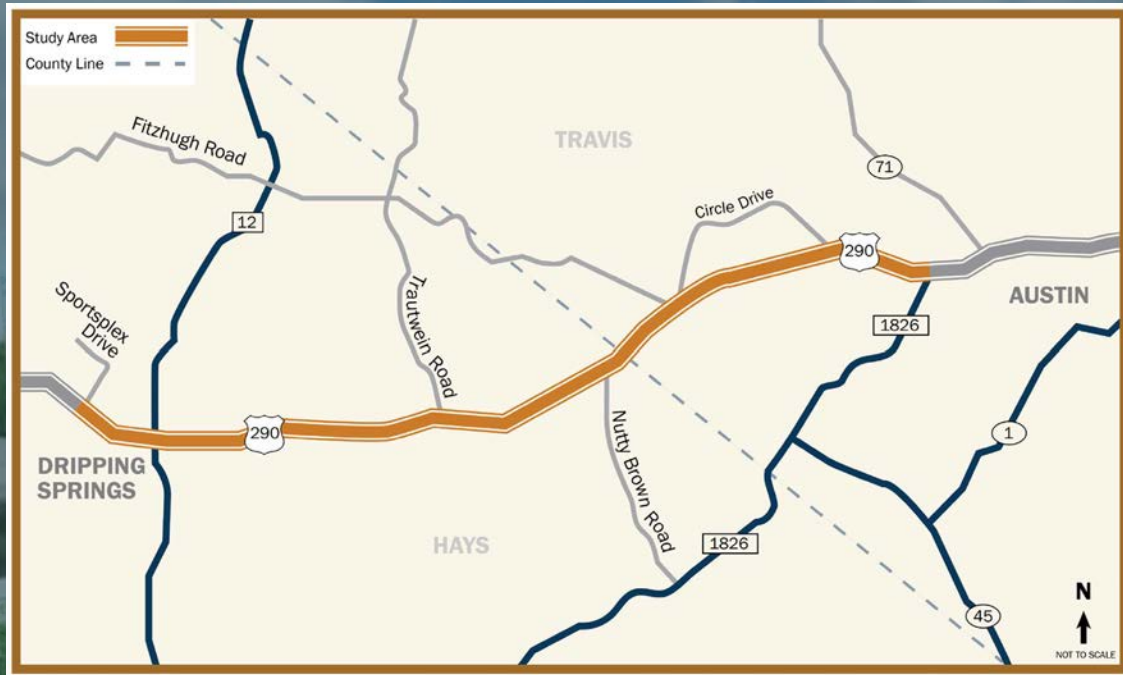 Study Area
County Line
Fitzhugh Road
TRAVIS
71
12
Circle Drive
290
AUSTIN
Sportsplex
Drive
Trautwein Road
1826
290
DRIPPING
SPRINGS
Nutty Brown Road
1
HAYS
1826
45
N
NOT TO SCALE